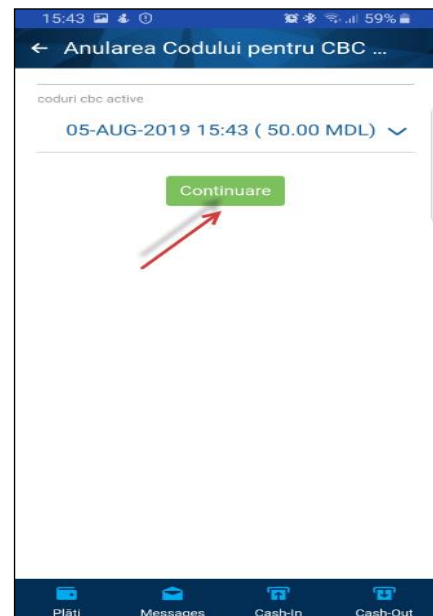 15:43 59%
← Anularea Codului pentru CBC ...
coduri cbc active
05-AUG-2019 15:43 ( 50.00 MDL)
Continuare
Plăți Messages Cash-In Cash-Out